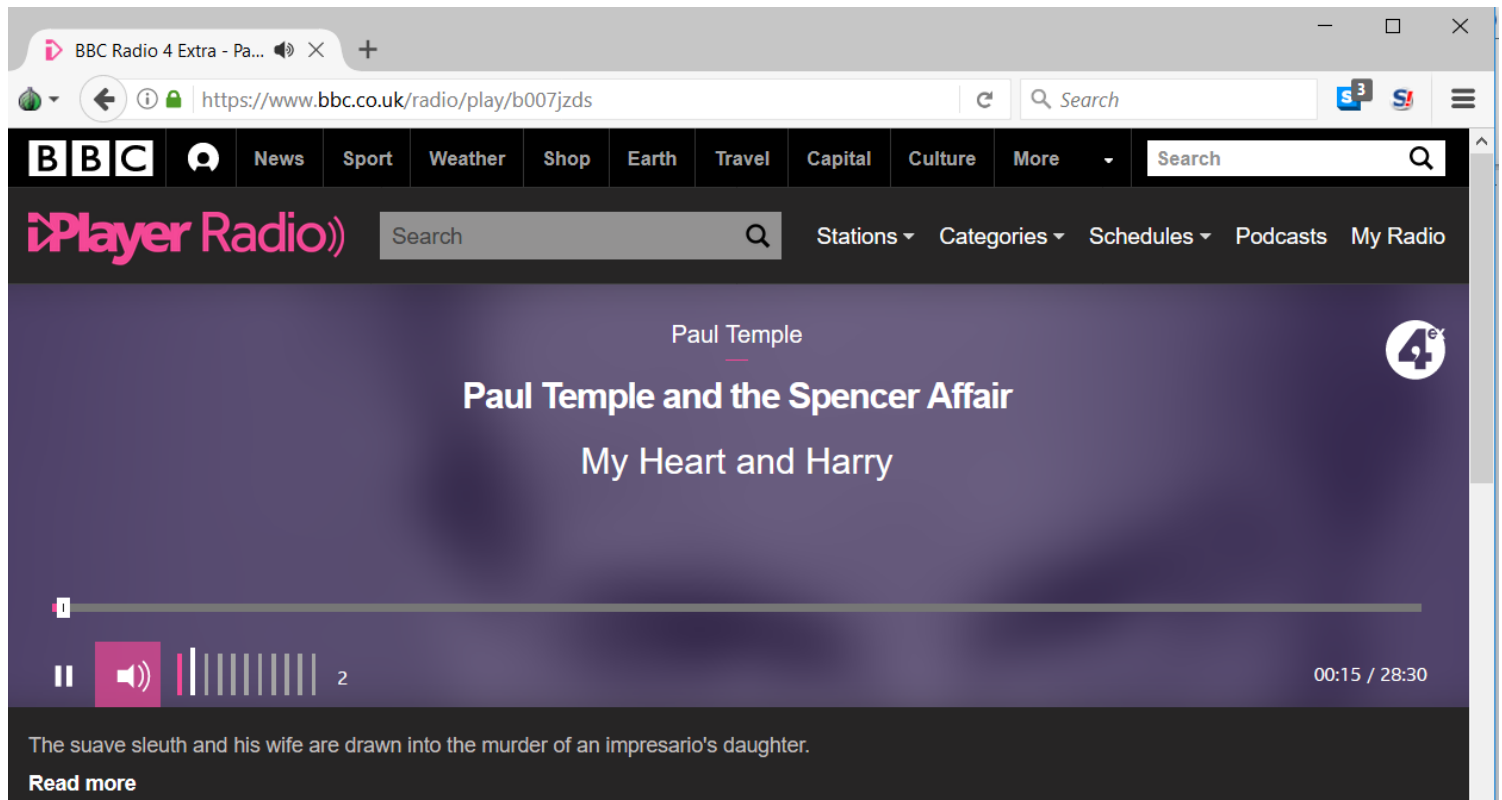 BBC Radio 4 Extra - Pa...
https://www.bbc.co.uk/radio/play/b007jzds
Search
S 3
S!
BBC News Sport Weather Shop Earth Travel Capital Culture More Search
iPlayer Radio Search Stations Categories Schedules Podcasts My Radio
Paul Temple
4 ex
Paul Temple and the Spencer Affair
My Heart and Harry
2
00:15 / 28:30
The suave sleuth and his wife are drawn into the murder of an impresario's daughter.
Read more